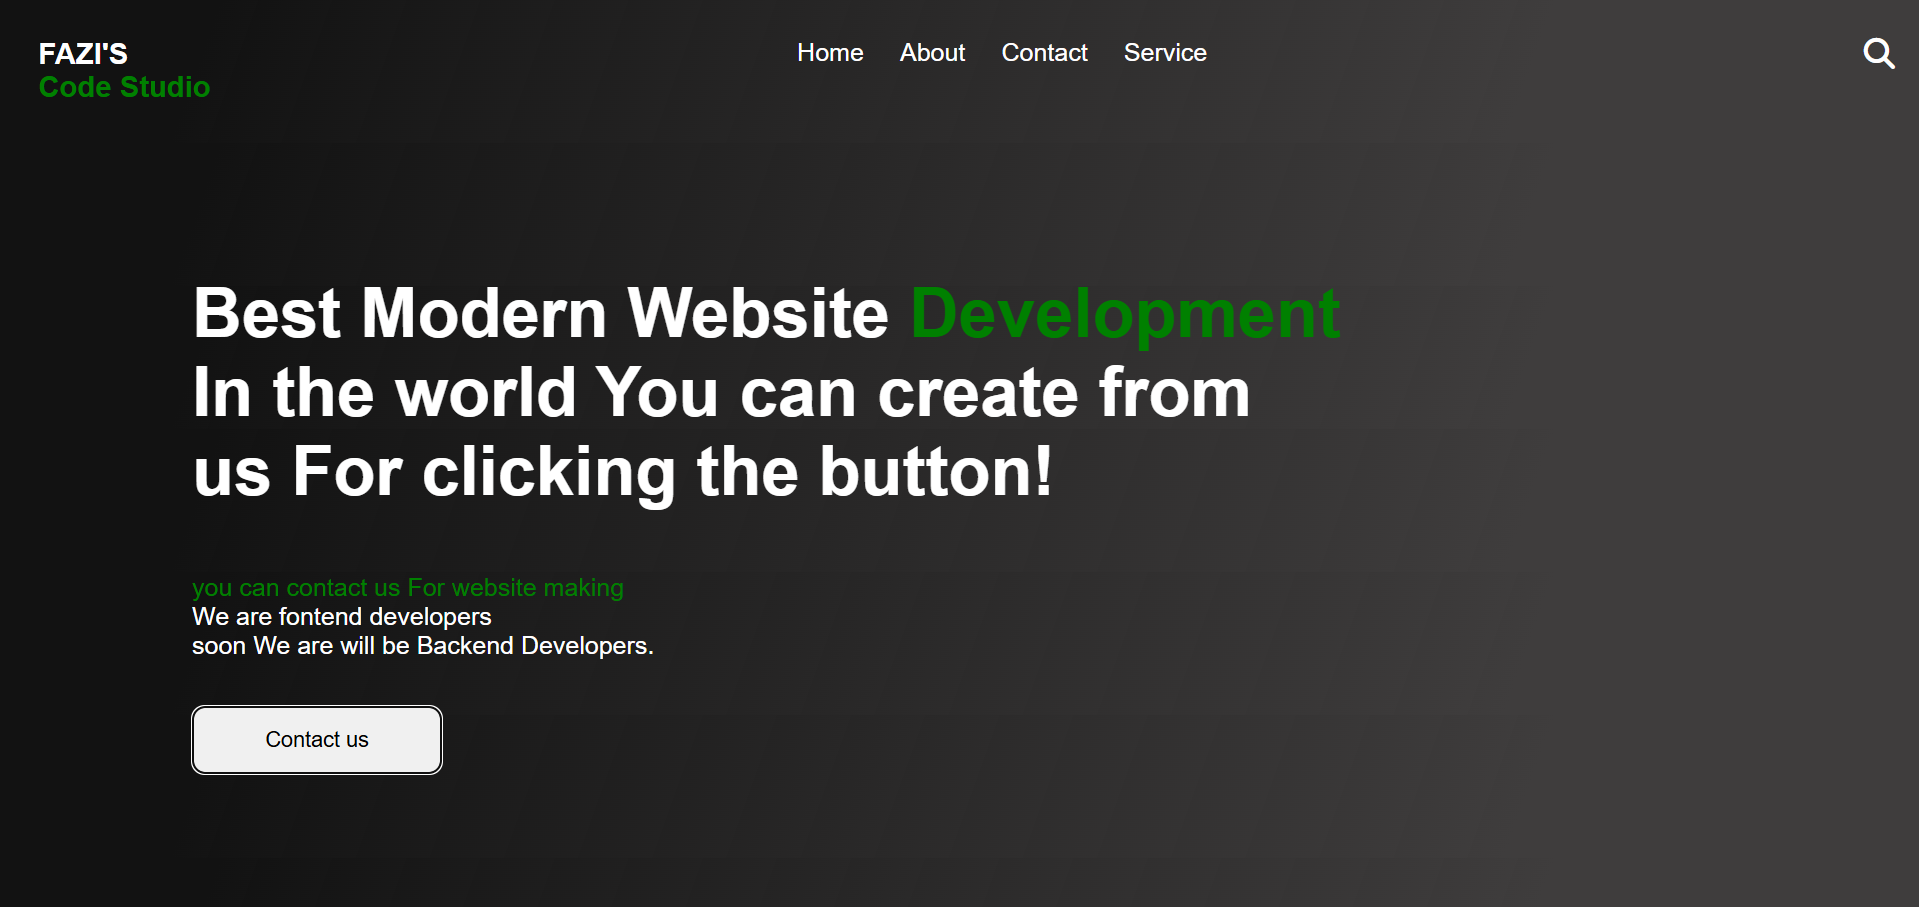 FAZI'S
Code Studio
Home About Contact Service
Best Modern Website Development
In the world You can create from
us For clicking the button!
you can contact us For website making
We are fontend developers
soon We are will be Backend Developers.
Contact us